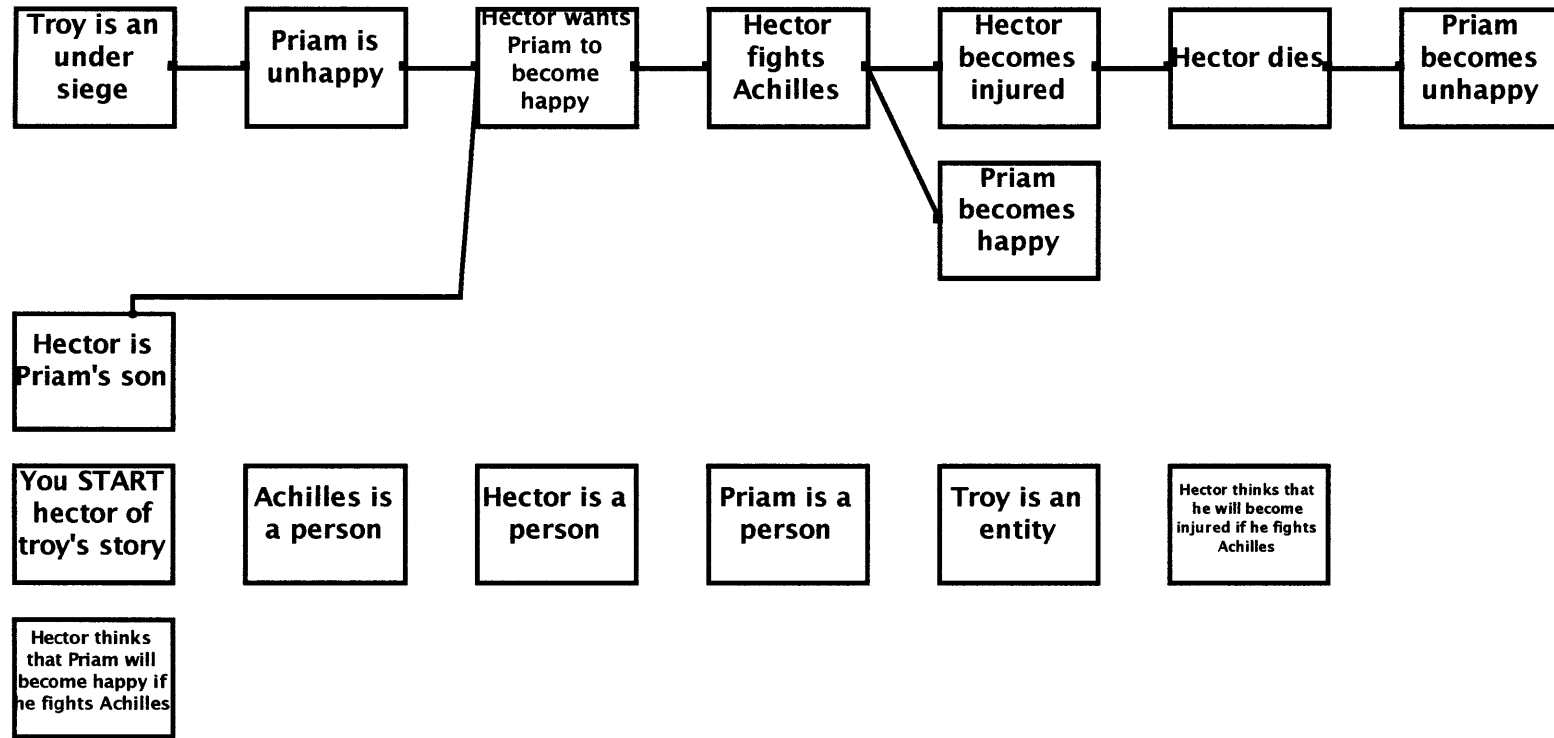 Troy is an
under
siege
Priam is
unhappy
Hector wants
Priam to
become
happy
Hector
fights
Achilles
Hector
becomes
injured
Hector dies
Priam
becomes
unhappy
Priam
becomes
happy
Hector is
Priam's son
You START
hector of
troy's story
Achilles is
a person
Hector is a
person
Priam is a
person
Troy is an
entity
Hector thinks that
he will become
injured if he fights
Achilles
Hector thinks
that Priam will
become happy if
he fights Achilles